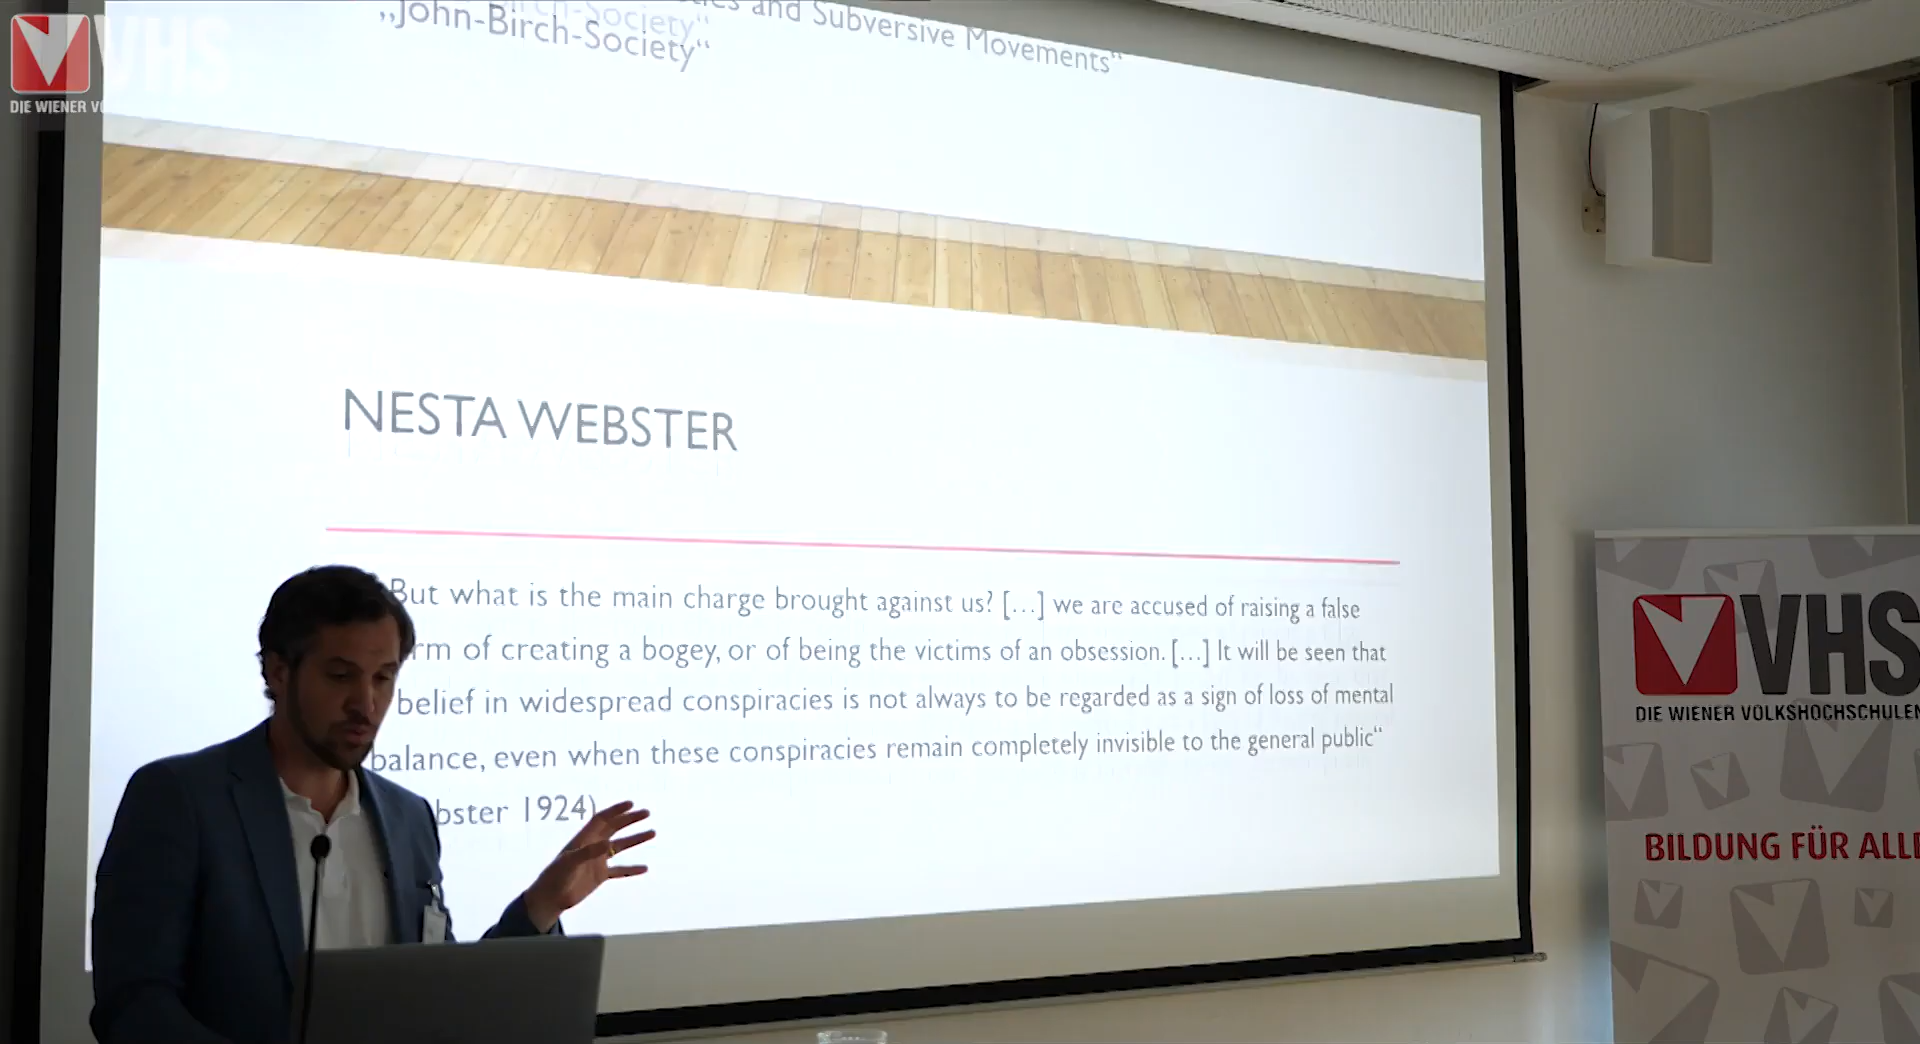 VHS
DIE WIENER
and Subversive Movements“
„John-Birch-Society“
NESTA WEBSTER
But what is the main charge brought against us? […] we are accused of raising a false
of creating a bogey, or of being the victims of an obsession. […] It will be seen that
belief in widespread conspiracies is not always to be regarded as a sign of loss of mental
balance, even when these conspiracies remain completely invisible to the general public“
1924)
VHS
DIE WIENER VOLKSHOCHSCHULEN
BILDUNG FÜR ALLE